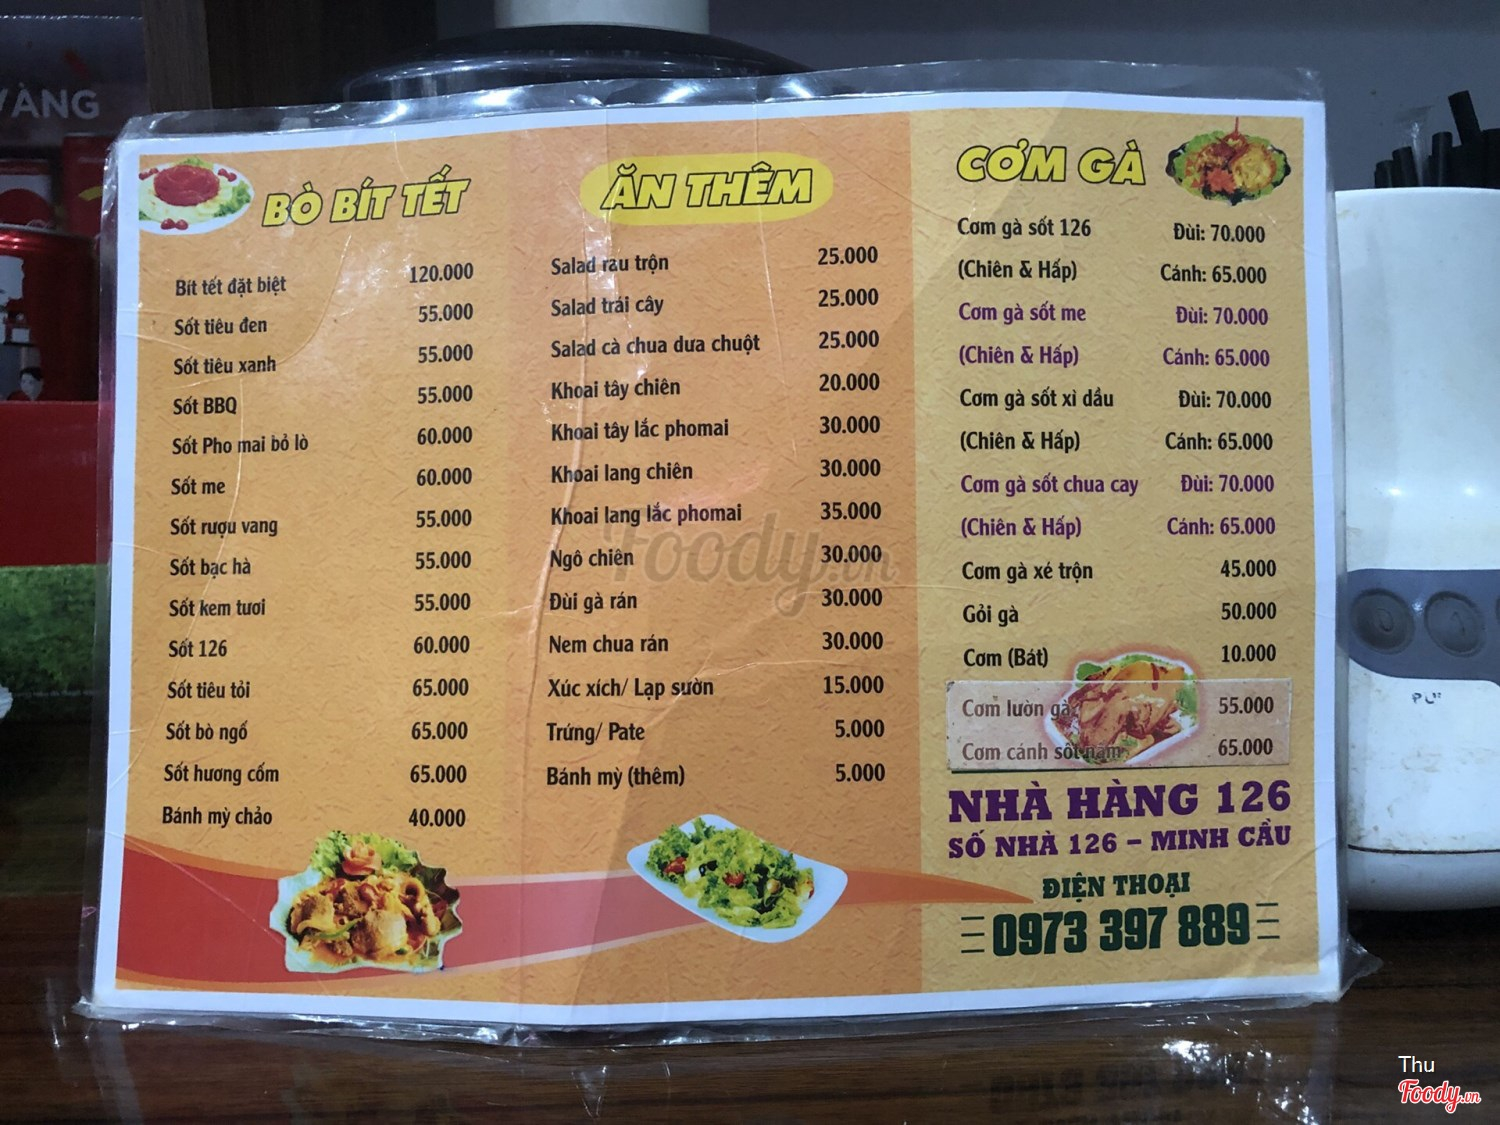 VÀNG
BÒ BÍT TẾT
Bít tết đặt biệt 120.000
Sốt tiêu đen 55.000
Sốt tiêu xanh 55.000
Sốt BBQ 55.000
Sốt Pho mai bỏ lò 60.000
Sốt me 60.000
Sốt rượu vang 55.000
Sốt bạc hà 55.000
Sốt kem tươi 55.000
Sốt 126 60.000
Sốt tiêu tỏi 65.000
Sốt bò ngố 65.000
Sốt hương cốm 65.000
Bánh mỳ chảo 40.000
ĂN THÊM
Salad rau trộn 25.000
Salad trái cây 25.000
Salad cà chua dưa chuột 25.000
Khoai tây chiên 20.000
Khoai tây lắc phomai 30.000
Khoai lang chiên 30.000
Khoai lang lắc phomai 35.000
Ngô chiên 30.000
Đùi gà rán 30.000
Nem chua rán 30.000
Xúc xích/ Lạp sườn 15.000
Trứng/ Pate 5.000
Bánh mỳ (thêm) 5.000
CƠM GÀ
Cơm gà sốt 126 Đùi: 70.000
(Chiên & Hấp) Cánh: 65.000
Cơm gà sốt me Đùi: 70.000
(Chiên & Hấp) Cánh: 65.000
Cơm gà sốt xì dầu Đùi: 70.000
(Chiên & Hấp) Cánh: 65.000
Cơm gà sốt chua cay Đùi: 70.000
(Chiên & Hấp) Cánh: 65.000
Cơm gà xé trộn 45.000
Gỏi gà 50.000
Cơm (Bát) 10.000
Cơm lườn gà 55.000
Cơm cánh sốt nấm 65.000
NHÀ HÀNG 126
SỐ NHÀ 126 – MINH CẦU
ĐIỆN THOẠI
0973 397 889
Foody.vn
Thu
Foody.vn